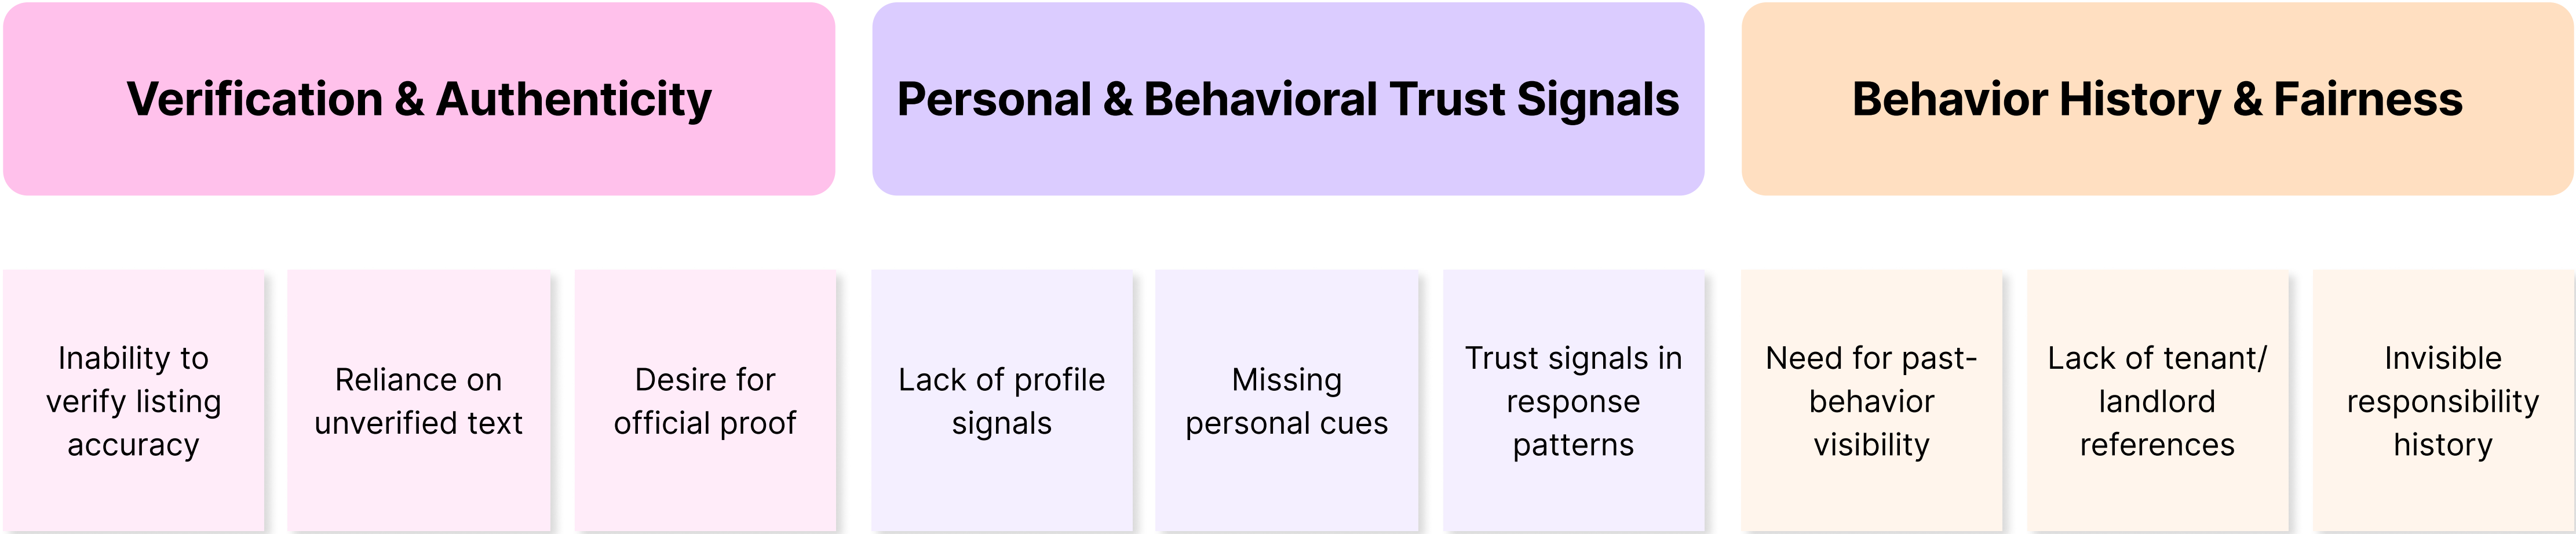 Verification & Authenticity
Personal & Behavioral Trust Signals
Behavior History & Fairness
Inability to
verify listing
accuracy
Reliance on
unverified text
Desire for
official proof
Lack of profile
signals
Missing
personal cues
Trust signals in
response
patterns
Need for past-
behavior
visibility
Lack of tenant/
landlord
references
Invisible
responsibility
history